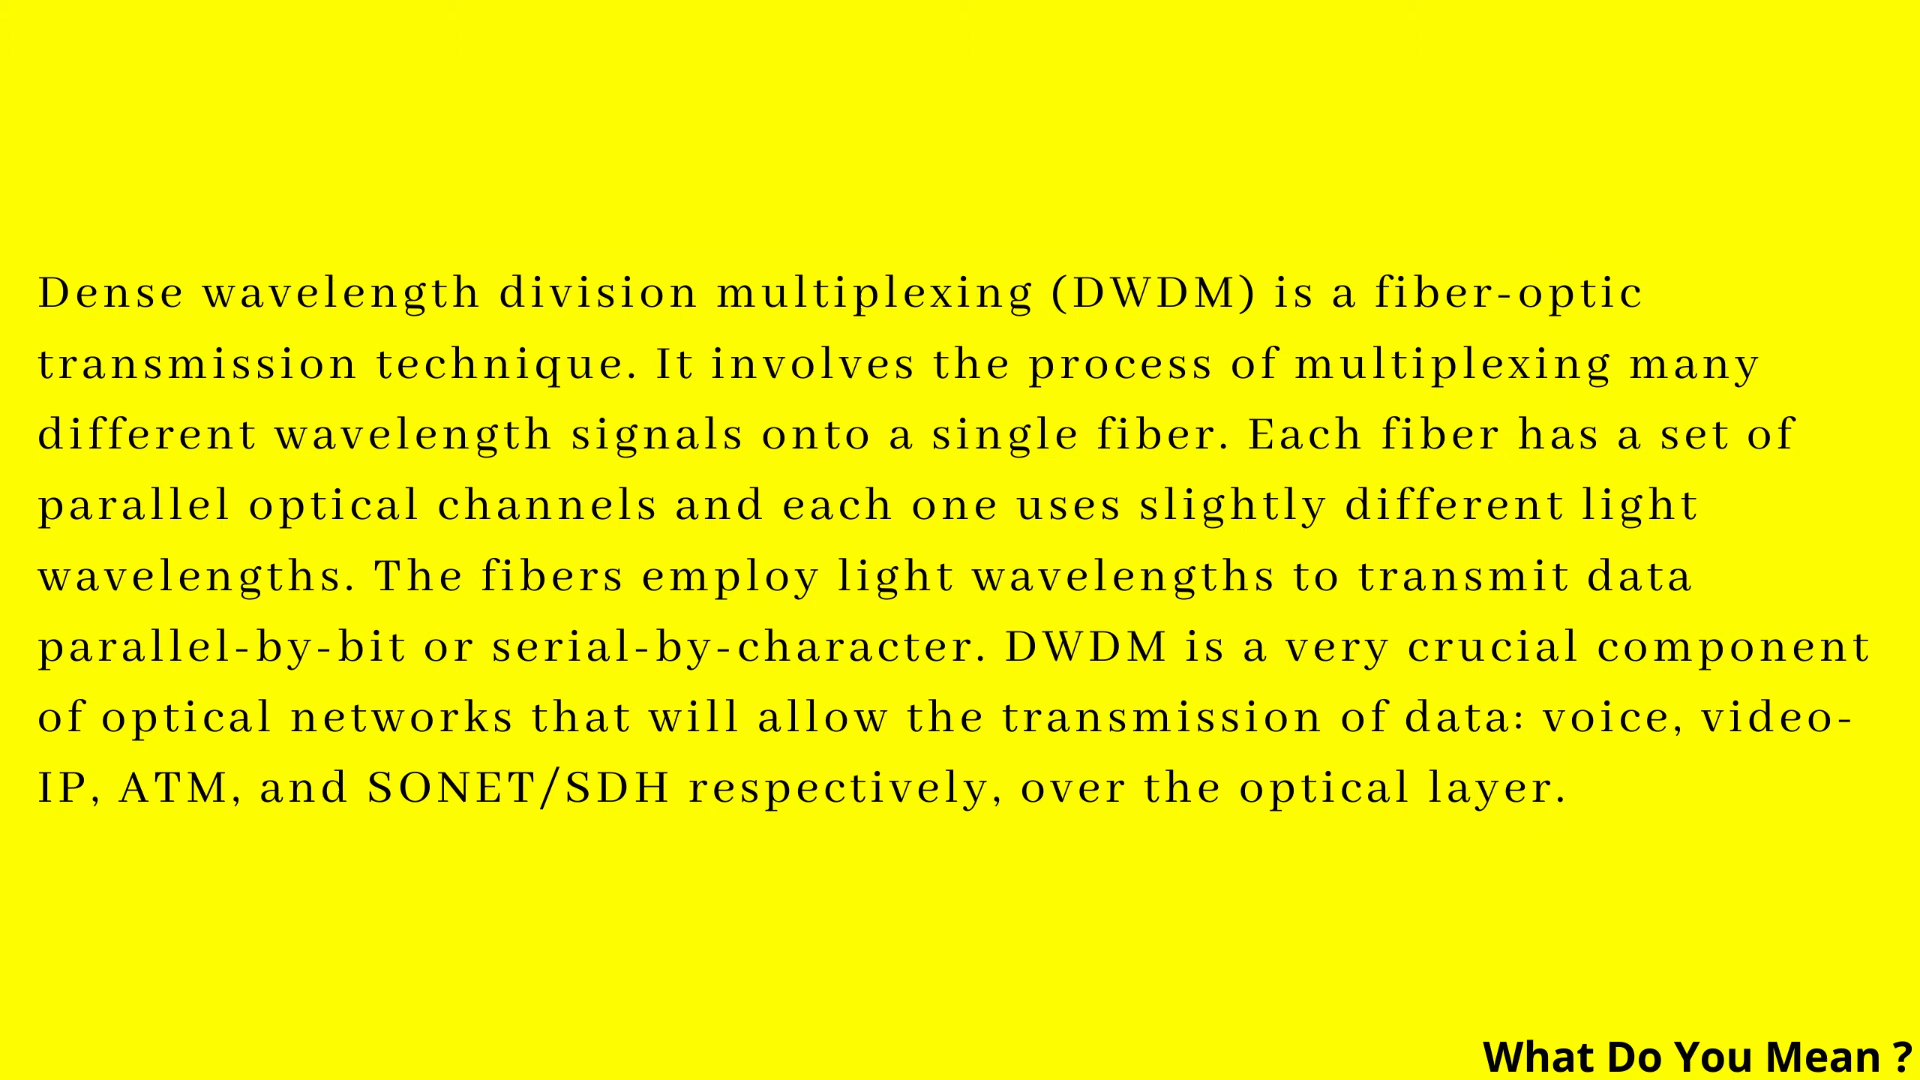 Dense wavelength division multiplexing (DWDM) is a fiber-optic
transmission technique. It involves the process of multiplexing many
different wavelength signals onto a single fiber. Each fiber has a set of
parallel optical channels and each one uses slightly different light
wavelengths. The fibers employ light wavelengths to transmit data
parallel-by-bit or serial-by-character. DWDM is a very crucial component
of optical networks that will allow the transmission of data: voice, video-
IP, ATM, and SONET/SDH respectively, over the optical layer.
What Do You Mean ?